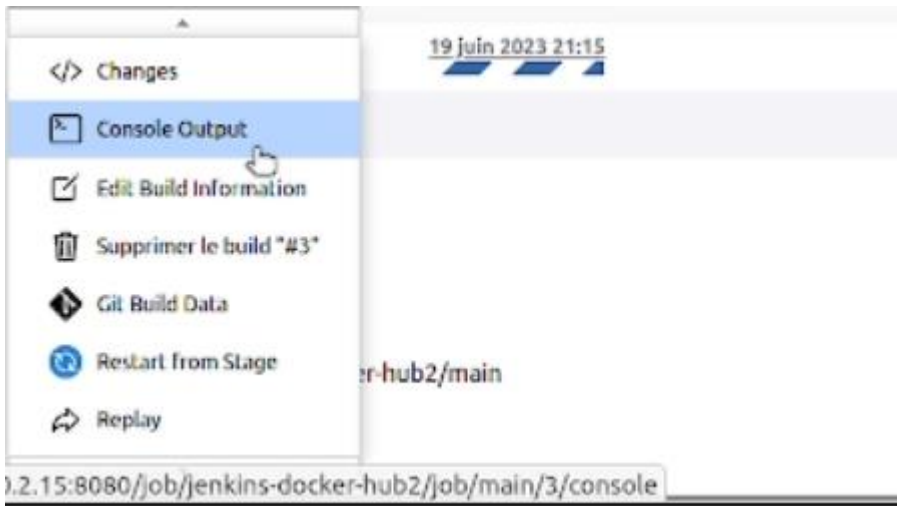 19 juin 2023 21:15
Changes
Console Output
Edit Build Information
Supprimer le build "#3"
Git Build Data
Restart from Stage
r-hub2/main
Replay
0.2.15:8080/job/jenkins-docker-hub2/job/main/3/console